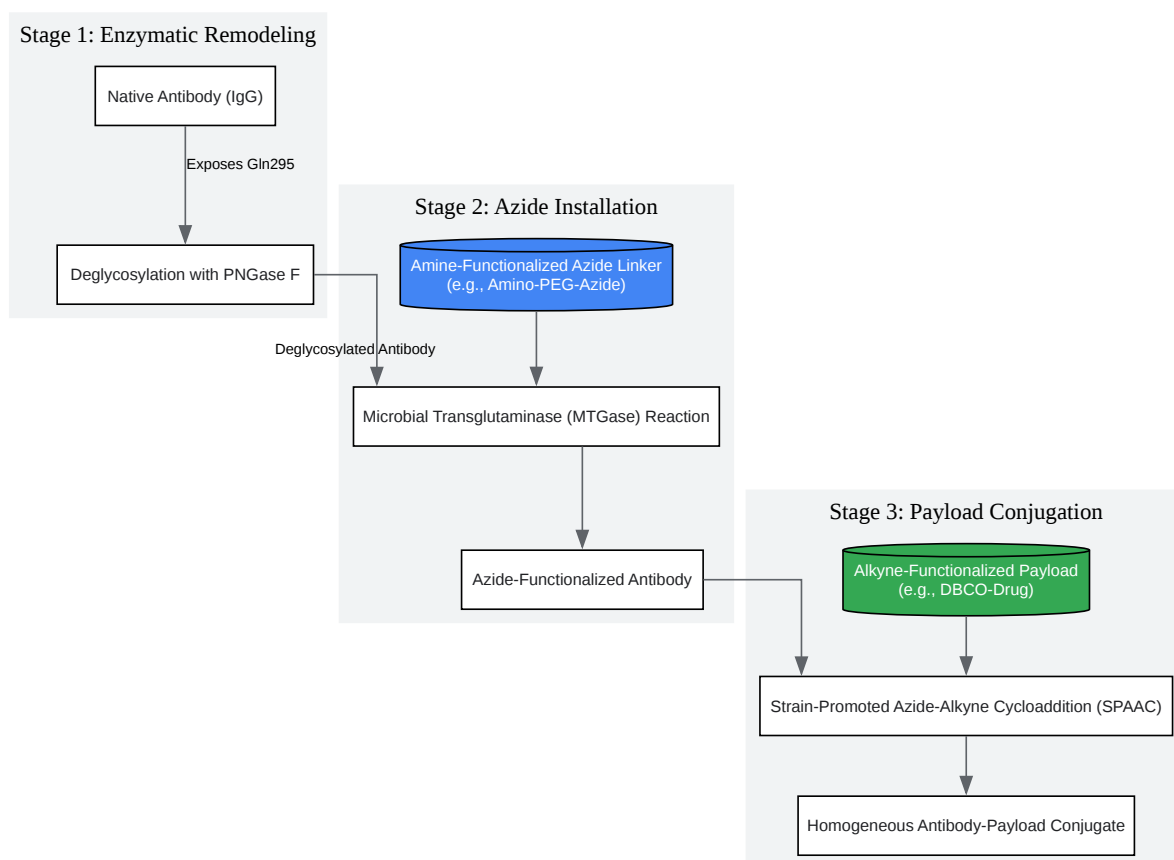 Stage 1: Enzymatic Remodeling
Native Antibody (IgG)
Exposes Gln295
Deglycosylation with PNGase F
Stage 2: Azide Installation
Amine-Functionalized Azide Linker
(e.g., Amino-PEG-Azide)
Deglycosylated Antibody
Microbial Transglutaminase (MTGase) Reaction
Azide-Functionalized Antibody
Stage 3: Payload Conjugation
Alkyne-Functionalized Payload
(e.g., DBCO-Drug)
Strain-Promoted Azide-Alkyne Cycloaddition (SPAAC)
Homogeneous Antibody-Payload Conjugate